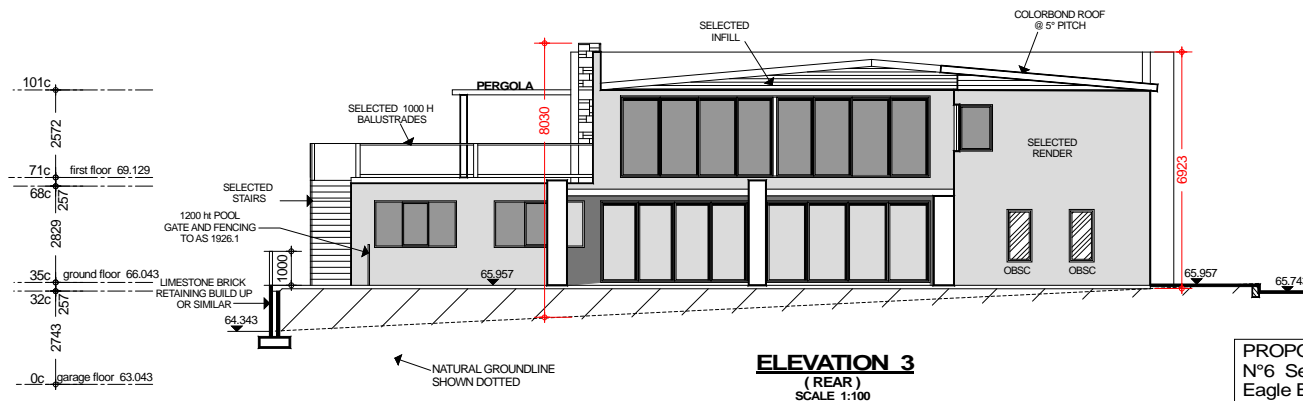 COLORBOND ROOF
@ 5° PITCH
SELECTED
INFILL
101c
PERGOLA
SELECTED 1000 H
BALUSTRADES
2572
8030
SELECTED
RENDER
6923
71c
first floor 69.129
68c
257
SELECTED
STAIRS
1200 ht POOL
GATE AND FENCING
TO AS 1926.1
2829
1000
35c
ground floor 66.043
32c
257
LIMESTONE BRICK
RETAINING BUILD UP
OR SIMILAR
65.957
OBSC
OBSC
65.957
65.743
64.343
2743
0c
garage floor 63.043
NATURAL GROUNDLINE
SHOWN DOTTED
ELEVATION 3
( REAR )
SCALE 1:100
PROPO
N°6 Se
Eagle B